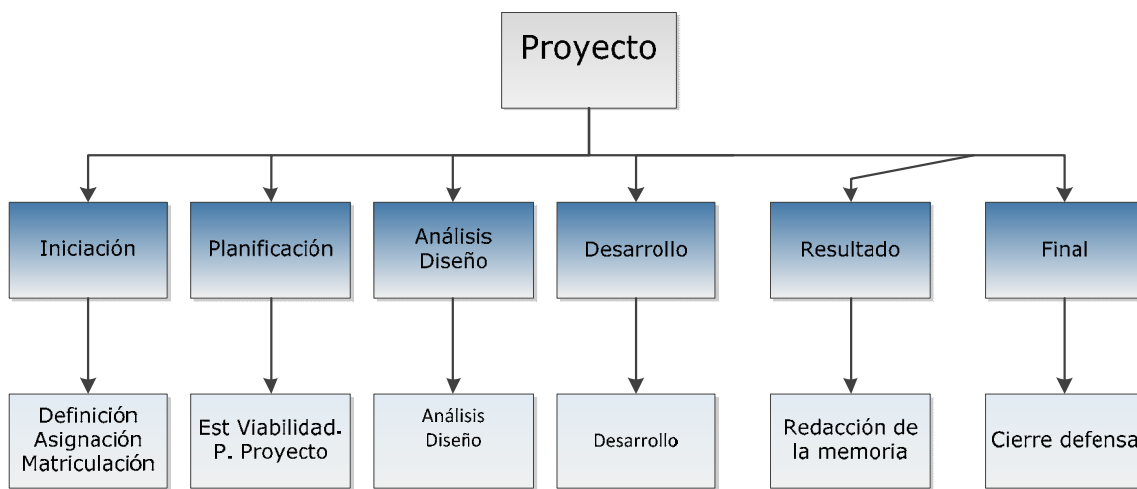 Proyecto
Iniciación
Planificación
Análisis
Diseño
Desarrollo
Resultado
Final
Definición
Asignación
Matriculación
Est Viabilidad.
P. Proyecto
Análisis
Diseño
Desarrollo
Redacción de
la memoria
Cierre defensa